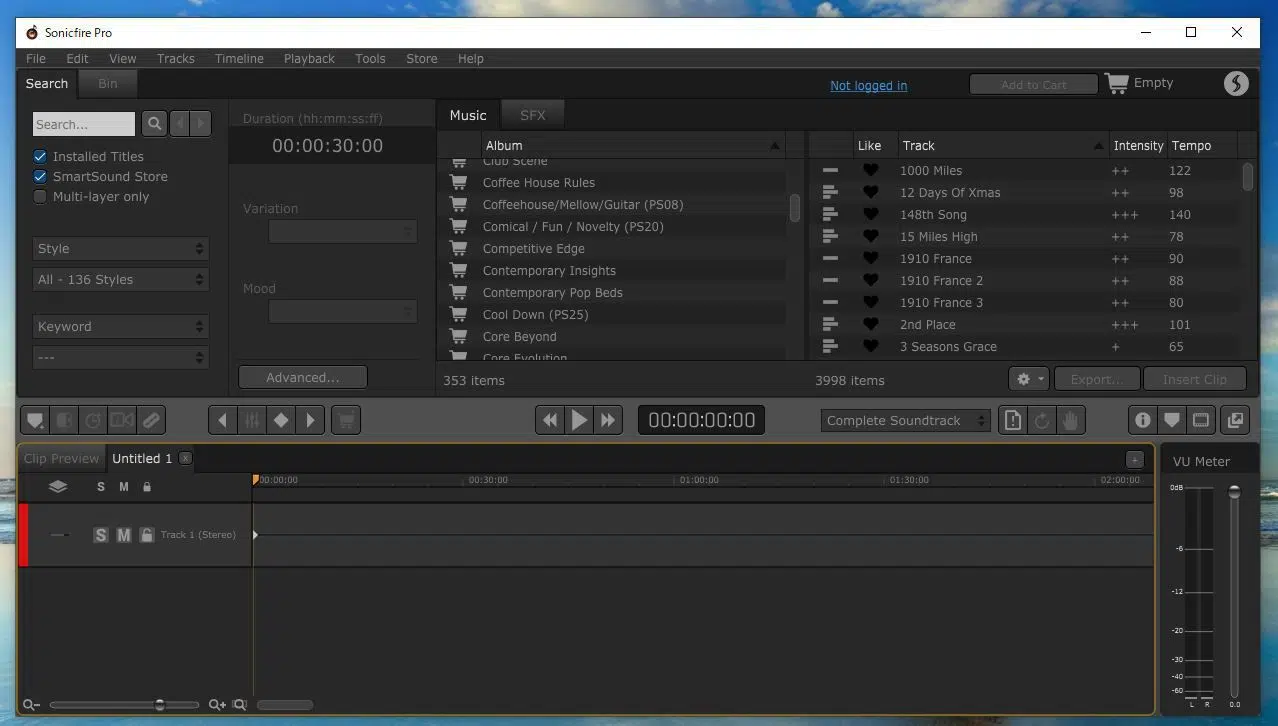 Sonicfire Pro
File Edit View Tracks Timeline Playback Tools Store Help
Search Bin
Not logged in Add to Cart Empty
Search...
Installed Titles
SmartSound Store
Multi-layer only
Style
All - 136 Styles
Keyword
---
Duration (hh:mm:ss:ff)
00:00:30:00
Variation
Mood
Advanced...
Music SFX
Album
Club Scene
Coffee House Rules
Coffeehouse/Mellow/Guitar (PS08)
Comical / Fun / Novelty (PS20)
Competitive Edge
Contemporary Insights
Contemporary Pop Beds
Cool Down (PS25)
Core Beyond
Core Evolution
353 items
Like Track Intensity Tempo
1000 Miles ++ 122
12 Days Of Xmas ++ 98
148th Song +++ 140
15 Miles High ++ 78
1910 France ++ 90
1910 France 2 ++ 88
1910 France 3 ++ 80
2nd Place +++ 101
3 Seasons Grace + 65
3998 items Export... Insert Clip
00:00:00:00 Complete Soundtrack
Clip Preview Untitled 1 x +
S M 00:00:00 00:30:00 01:00:00 01:30:00 02:00:00
S M Track 1 (Stereo)
VU Meter
0dB
-6
-12
-20
-30
-40
-60
L R 0.0